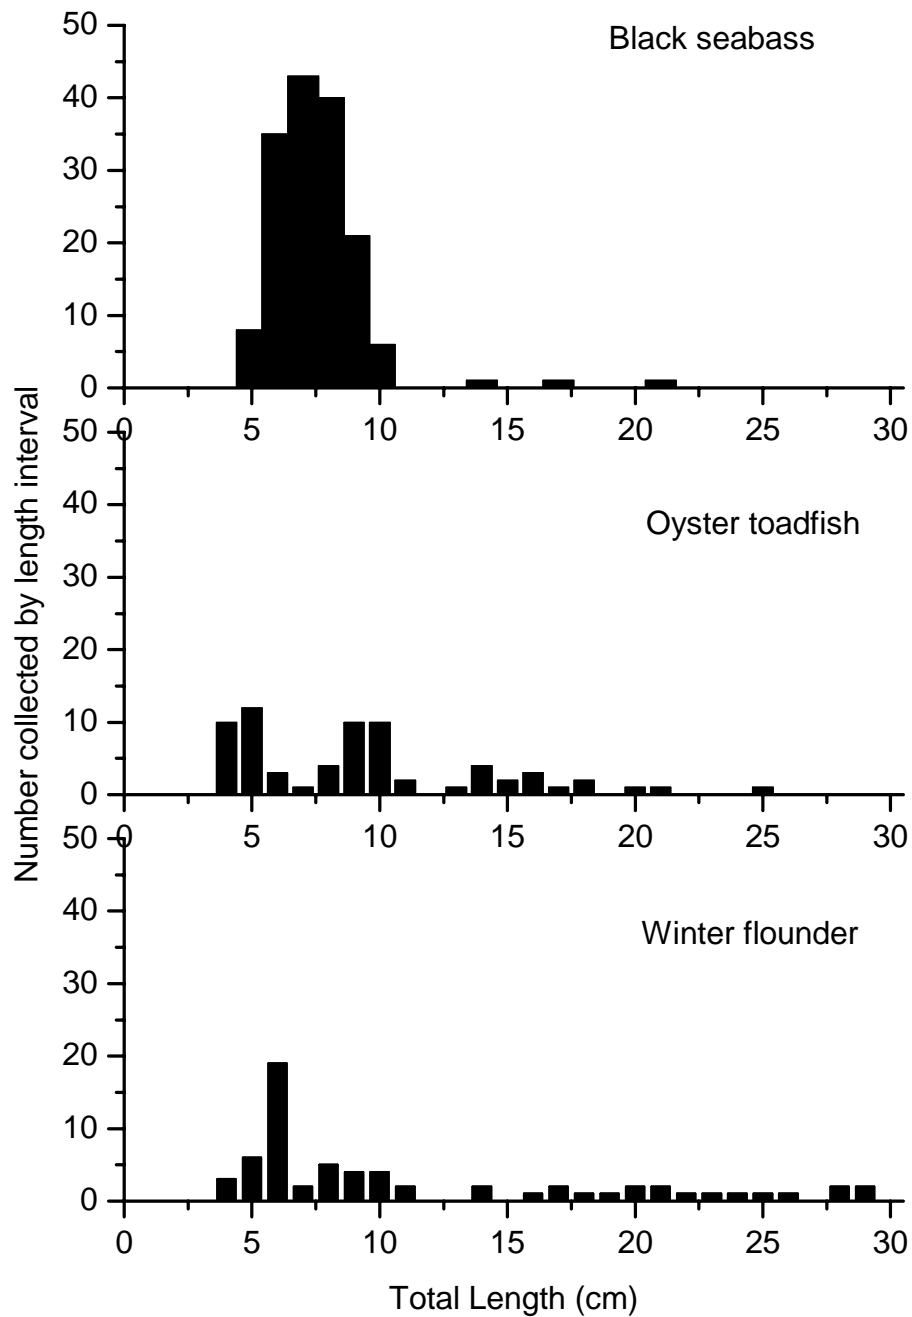 50
Black seabass
40
30
20
10
0
0 5 10 15 20 25 30
Number collected by length interval
50
Oyster toadfish
40
30
20
10
0
0 5 10 15 20 25 30
50
Winter flounder
40
30
20
10
0
0 5 10 15 20 25 30
Total Length (cm)